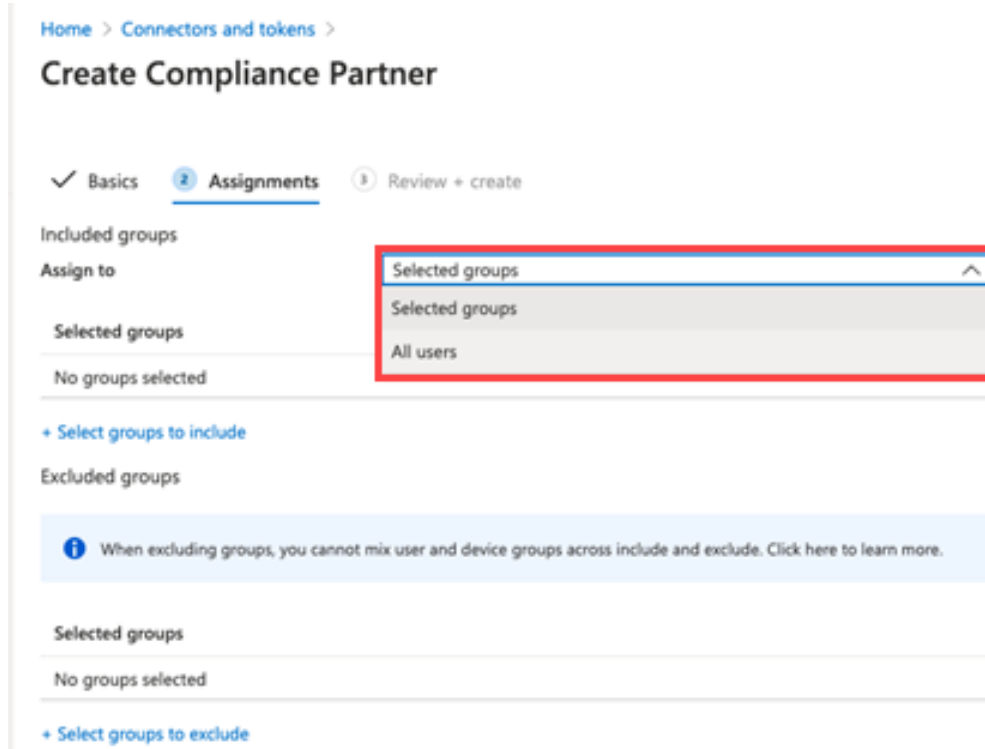 Home > Connectors and tokens >
Create Compliance Partner
Basics 2 Assignments 3 Review + create
Included groups
Assign to Selected groups
Selected groups
All users
Selected groups
No groups selected
+ Select groups to include
Excluded groups
When excluding groups, you cannot mix user and device groups across include and exclude. Click here to learn more.
Selected groups
No groups selected
+ Select groups to exclude